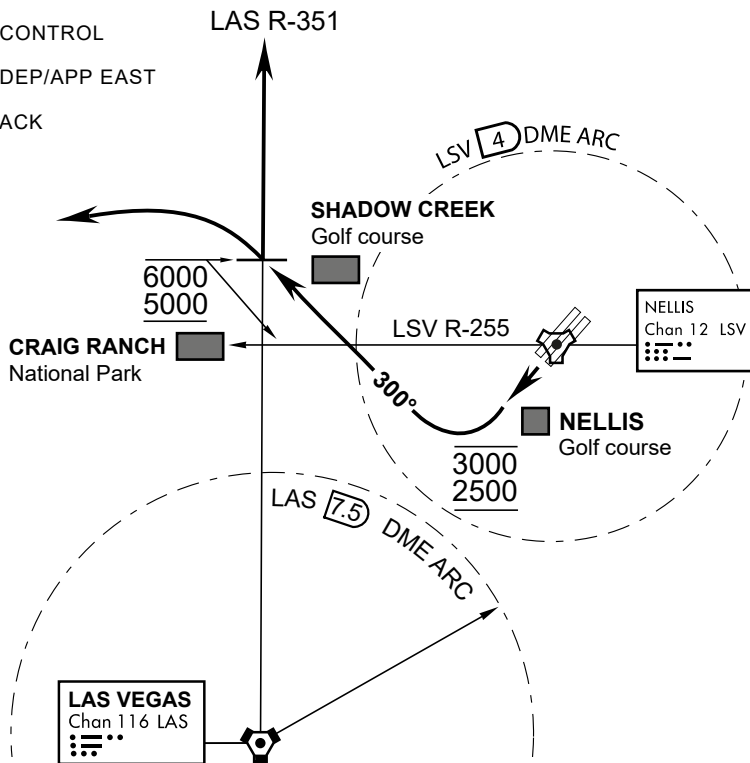 LAS R-351
CONTROL
DEP/APP EAST
ACK
LSV 4 DME ARC
SHADOW CREEK
Golf course
6000
5000
LSV R-255
NELLIS
Chan 12 LSV
CRAIG RANCH
National Park
300°
NELLIS
Golf course
3000
2500
LAS 7.5 DME ARC
LAS VEGAS
Chan 116 LAS